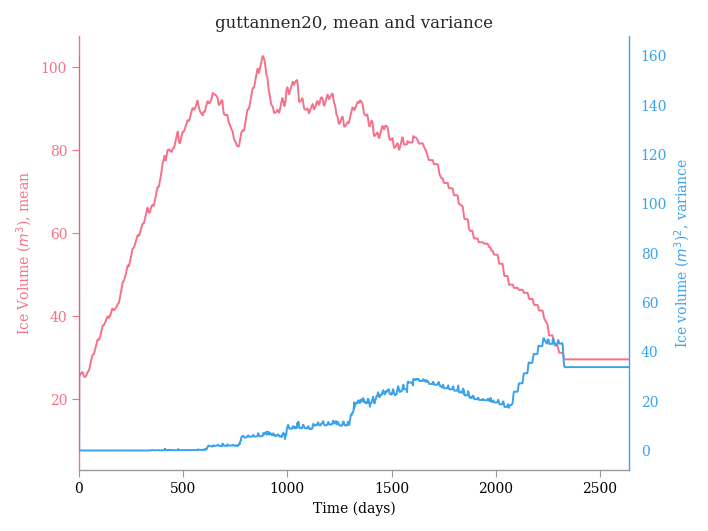 guttannen20, mean and variance
Ice Volume (m³), mean
100
80
60
40
20
160
140
120
100
80
60
40
20
0
Ice volume (m³)², variance
0 500 1000 1500 2000 2500
Time (days)